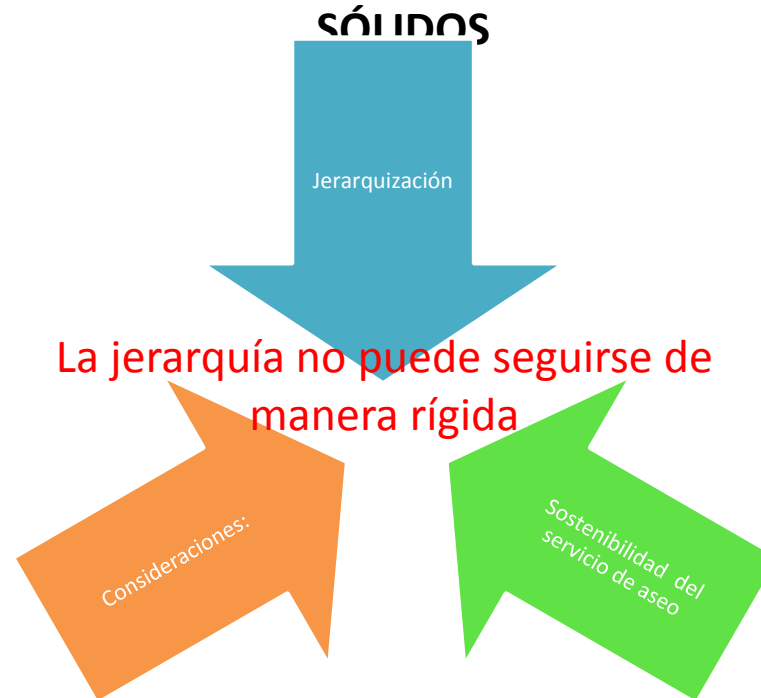 SÓLIDOS
Jerarquización
La jerarquía no puede seguirse de
manera rígida
Consideraciones:
Sostenibilidad del
servicio de aseo